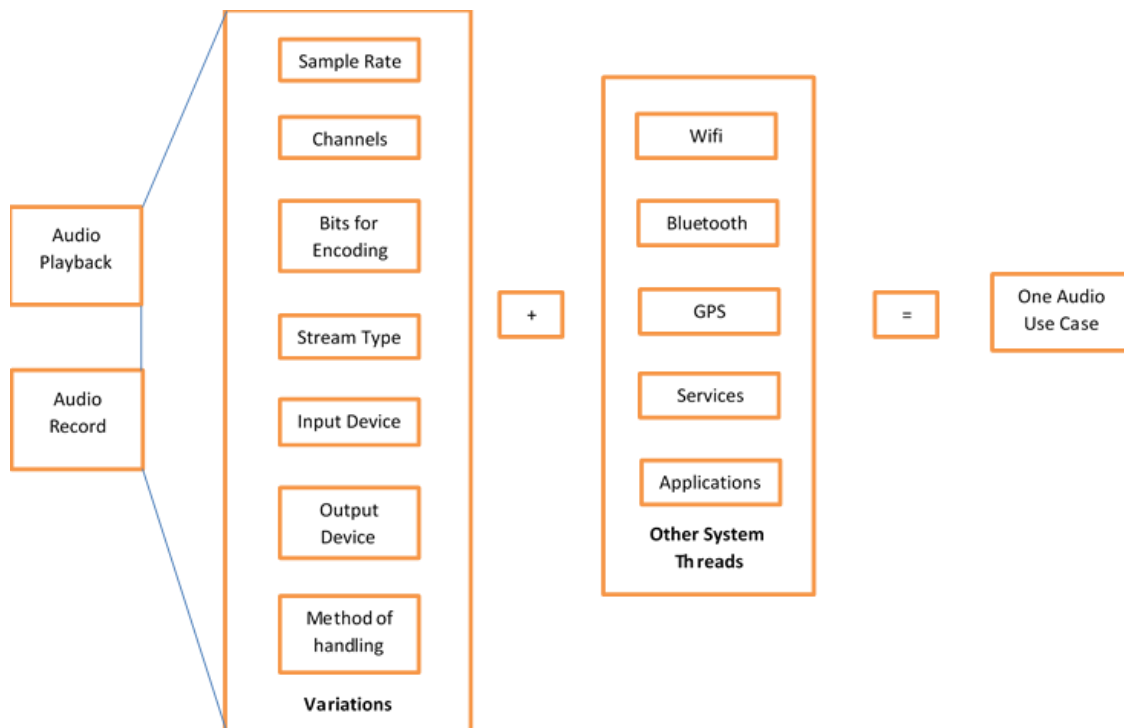 Audio
Playback
Audio
Record
Sample Rate
Channels
Bits for
Encoding
Stream Type
Input Device
Output
Device
Method of
handling
Variations
+
Wifi
Bluetooth
GPS
Services
Applications
Other System
Threads
=
One Audio
Use Case